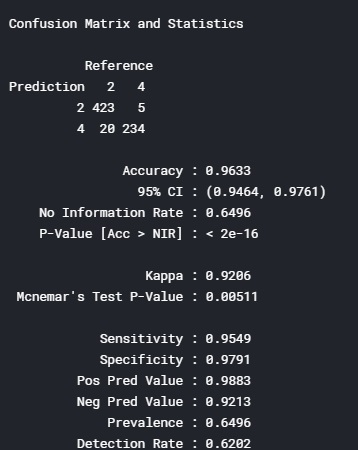 Confusion Matrix and Statistics
Reference
Prediction 2 4
2 423 5
4 20 234
Accuracy : 0.9633
95% CI : (0.9464, 0.9761)
No Information Rate : 0.6496
P-Value [Acc > NIR] : < 2e-16
Kappa : 0.9206
Mcnemar's Test P-Value : 0.00511
Sensitivity : 0.9549
Specificity : 0.9791
Pos Pred Value : 0.9883
Neg Pred Value : 0.9213
Prevalence : 0.6496
Detection Rate : 0.6202